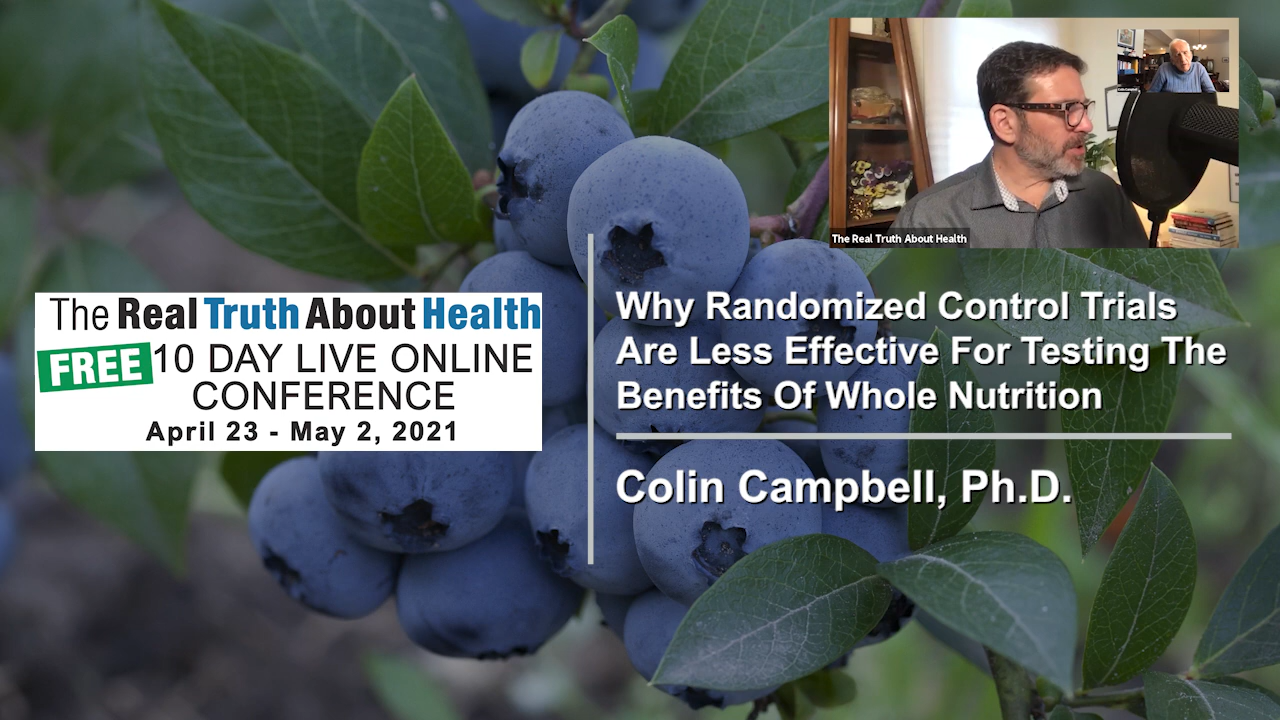 The Real Truth About Health
FREE 10 DAY LIVE ONLINE
CONFERENCE
April 23 - May 2, 2021
The Real Truth About Health
Why Randomized Control Trials
Are Less Effective For Testing The
Benefits Of Whole Nutrition
Colin Campbell, Ph.D.